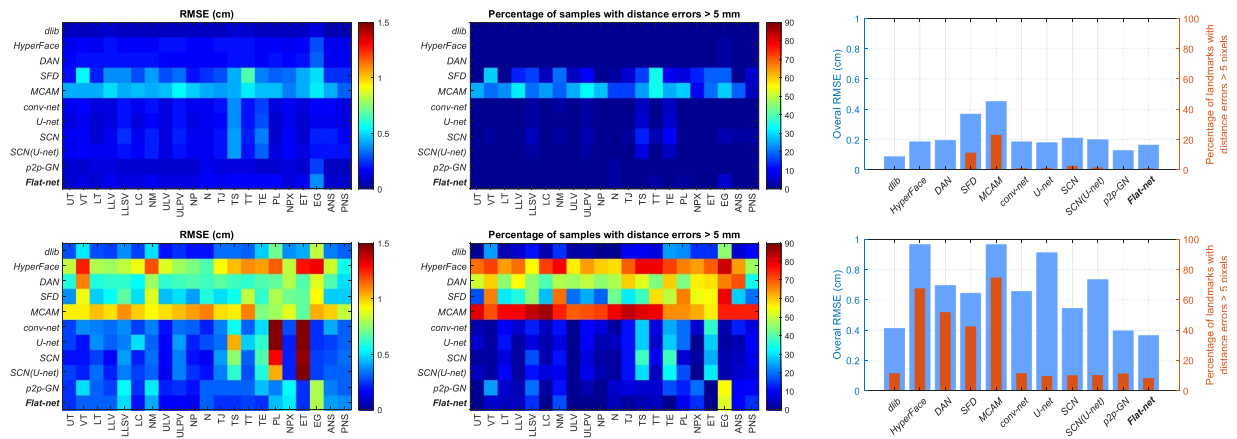 RMSE (cm)
dlib
HyperFace
DAN
SFD
MCAM
conv-net
U-net
SCN
SCN(U-net)
p2p-GN
Flat-net
UT VT LT LLV LLSV LC NM ULV ULPV NP N TJ TS TT TE PL NPX ET EG ANS PNS
1.5
1
0.5
0
Percentage of samples with distance errors > 5 mm
dlib
HyperFace
DAN
SFD
MCAM
conv-net
U-net
SCN
SCN(U-net)
p2p-GN
Flat-net
UT VT LT LLV LLSV LC NM ULV ULPV NP N TJ TS TT TE PL NPX ET EG ANS PNS
90
80
70
60
50
40
30
20
10
0
Overal RMSE (cm)
1
0.8
0.6
0.4
0.2
0
dlib HyperFace DAN SFD MCAM conv-net U-net SCN SCN(U-net) p2p-GN Flat-net
100
80
60
40
20
0
Percentage of landmarks with
distance errors > 5 pixels
RMSE (cm)
dlib
HyperFace
DAN
SFD
MCAM
conv-net
U-net
SCN
SCN(U-net)
p2p-GN
Flat-net
UT VT LT LLV LLSV LC NM ULV ULPV NP N TJ TS TT TE PL NPX ET EG ANS PNS
1.5
1
0.5
0
Percentage of samples with distance errors > 5 mm
dlib
HyperFace
DAN
SFD
MCAM
conv-net
U-net
SCN
SCN(U-net)
p2p-GN
Flat-net
UT VT LT LLV LLSV LC NM ULV ULPV NP N TJ TS TT TE PL NPX ET EG ANS PNS
90
80
70
60
50
40
30
20
10
0
Overal RMSE (cm)
1
0.8
0.6
0.4
0.2
0
dlib HyperFace DAN SFD MCAM conv-net U-net SCN SCN(U-net) p2p-GN Flat-net
100
80
60
40
20
0
Percentage of landmarks with
distance errors > 5 pixels